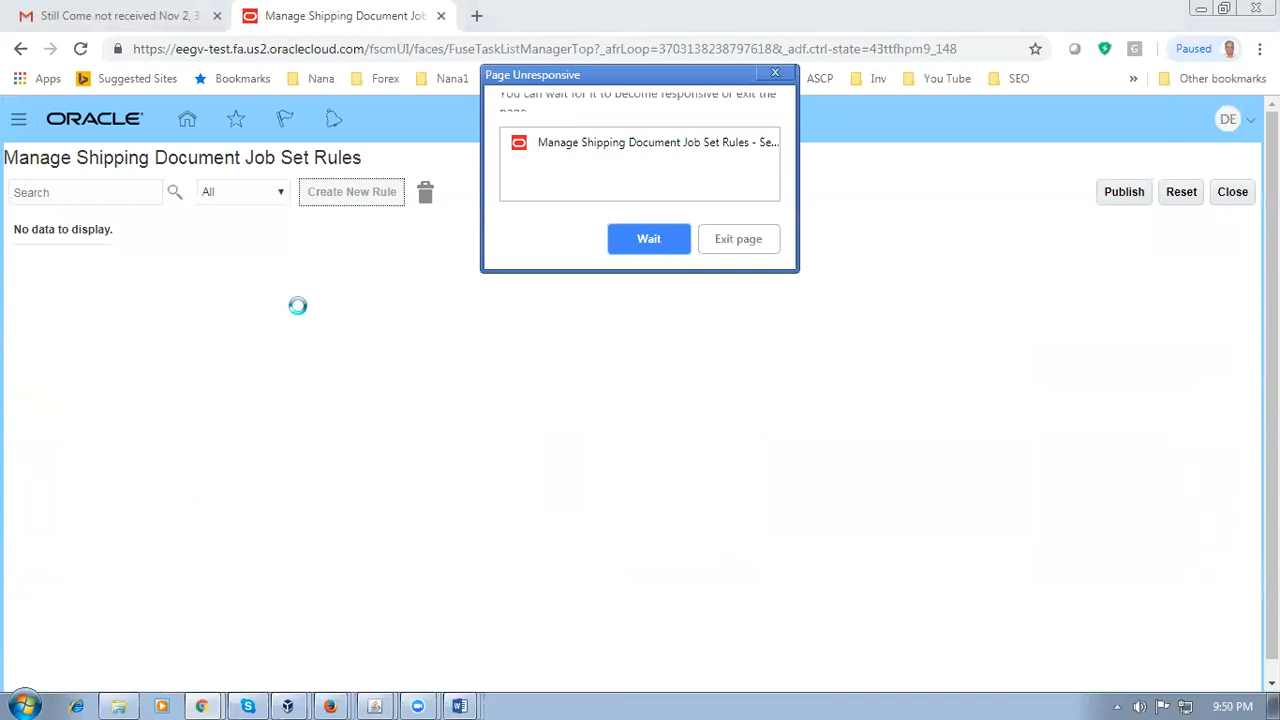 Still Come not received Nov 2, 3
Manage Shipping Document Job
https://eegv-test.fa.us2.oraclecloud.com/fscmUI/faces/FuseTaskListManagerTop?_afrLoop=3703138238797618&_adf.ctrl-state=43ttfhpm9_148
Paused
Apps
Suggested Sites
Bookmarks
Nana
Forex
Nana1
ASCP
Inv
You Tube
SEO
»
Other bookmarks
Page Unresponsive
You can wait for it to become responsive or exit the
page.
Manage Shipping Document Job Set Rules - Se...
Wait
Exit page
ORACLE
DE
Manage Shipping Document Job Set Rules
Search
All
Create New Rule
Publish
Reset
Close
No data to display.
9:50 PM